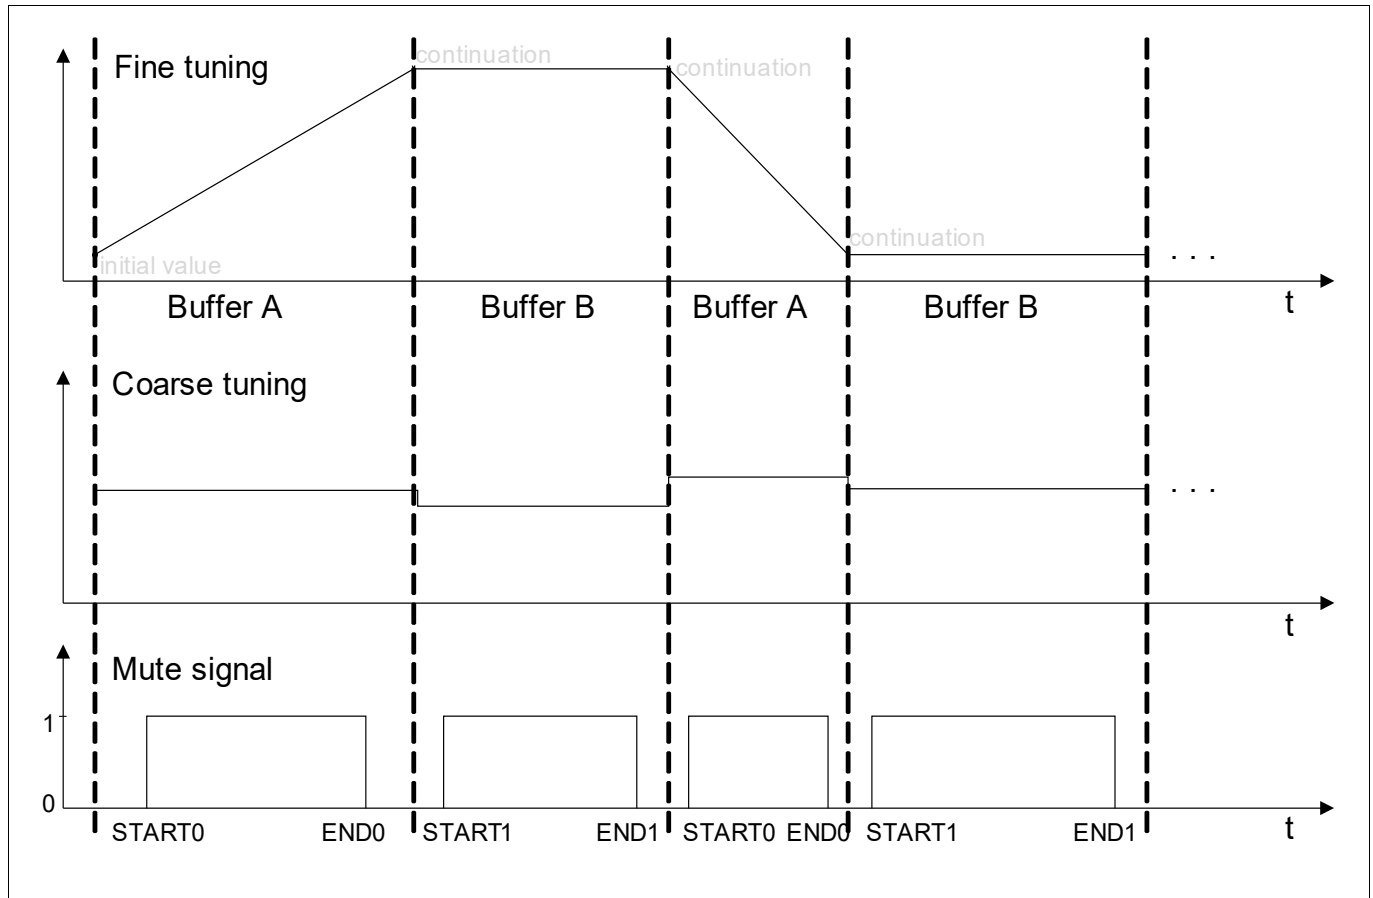 continuation
Fine tuning
continuation
continuation
initial value
. . .
Buffer A Buffer B Buffer A Buffer B t
Coarse tuning
. . .
t
Mute signal
1
0
START0 END0 START1 END1 START0 END0 START1 END1 t